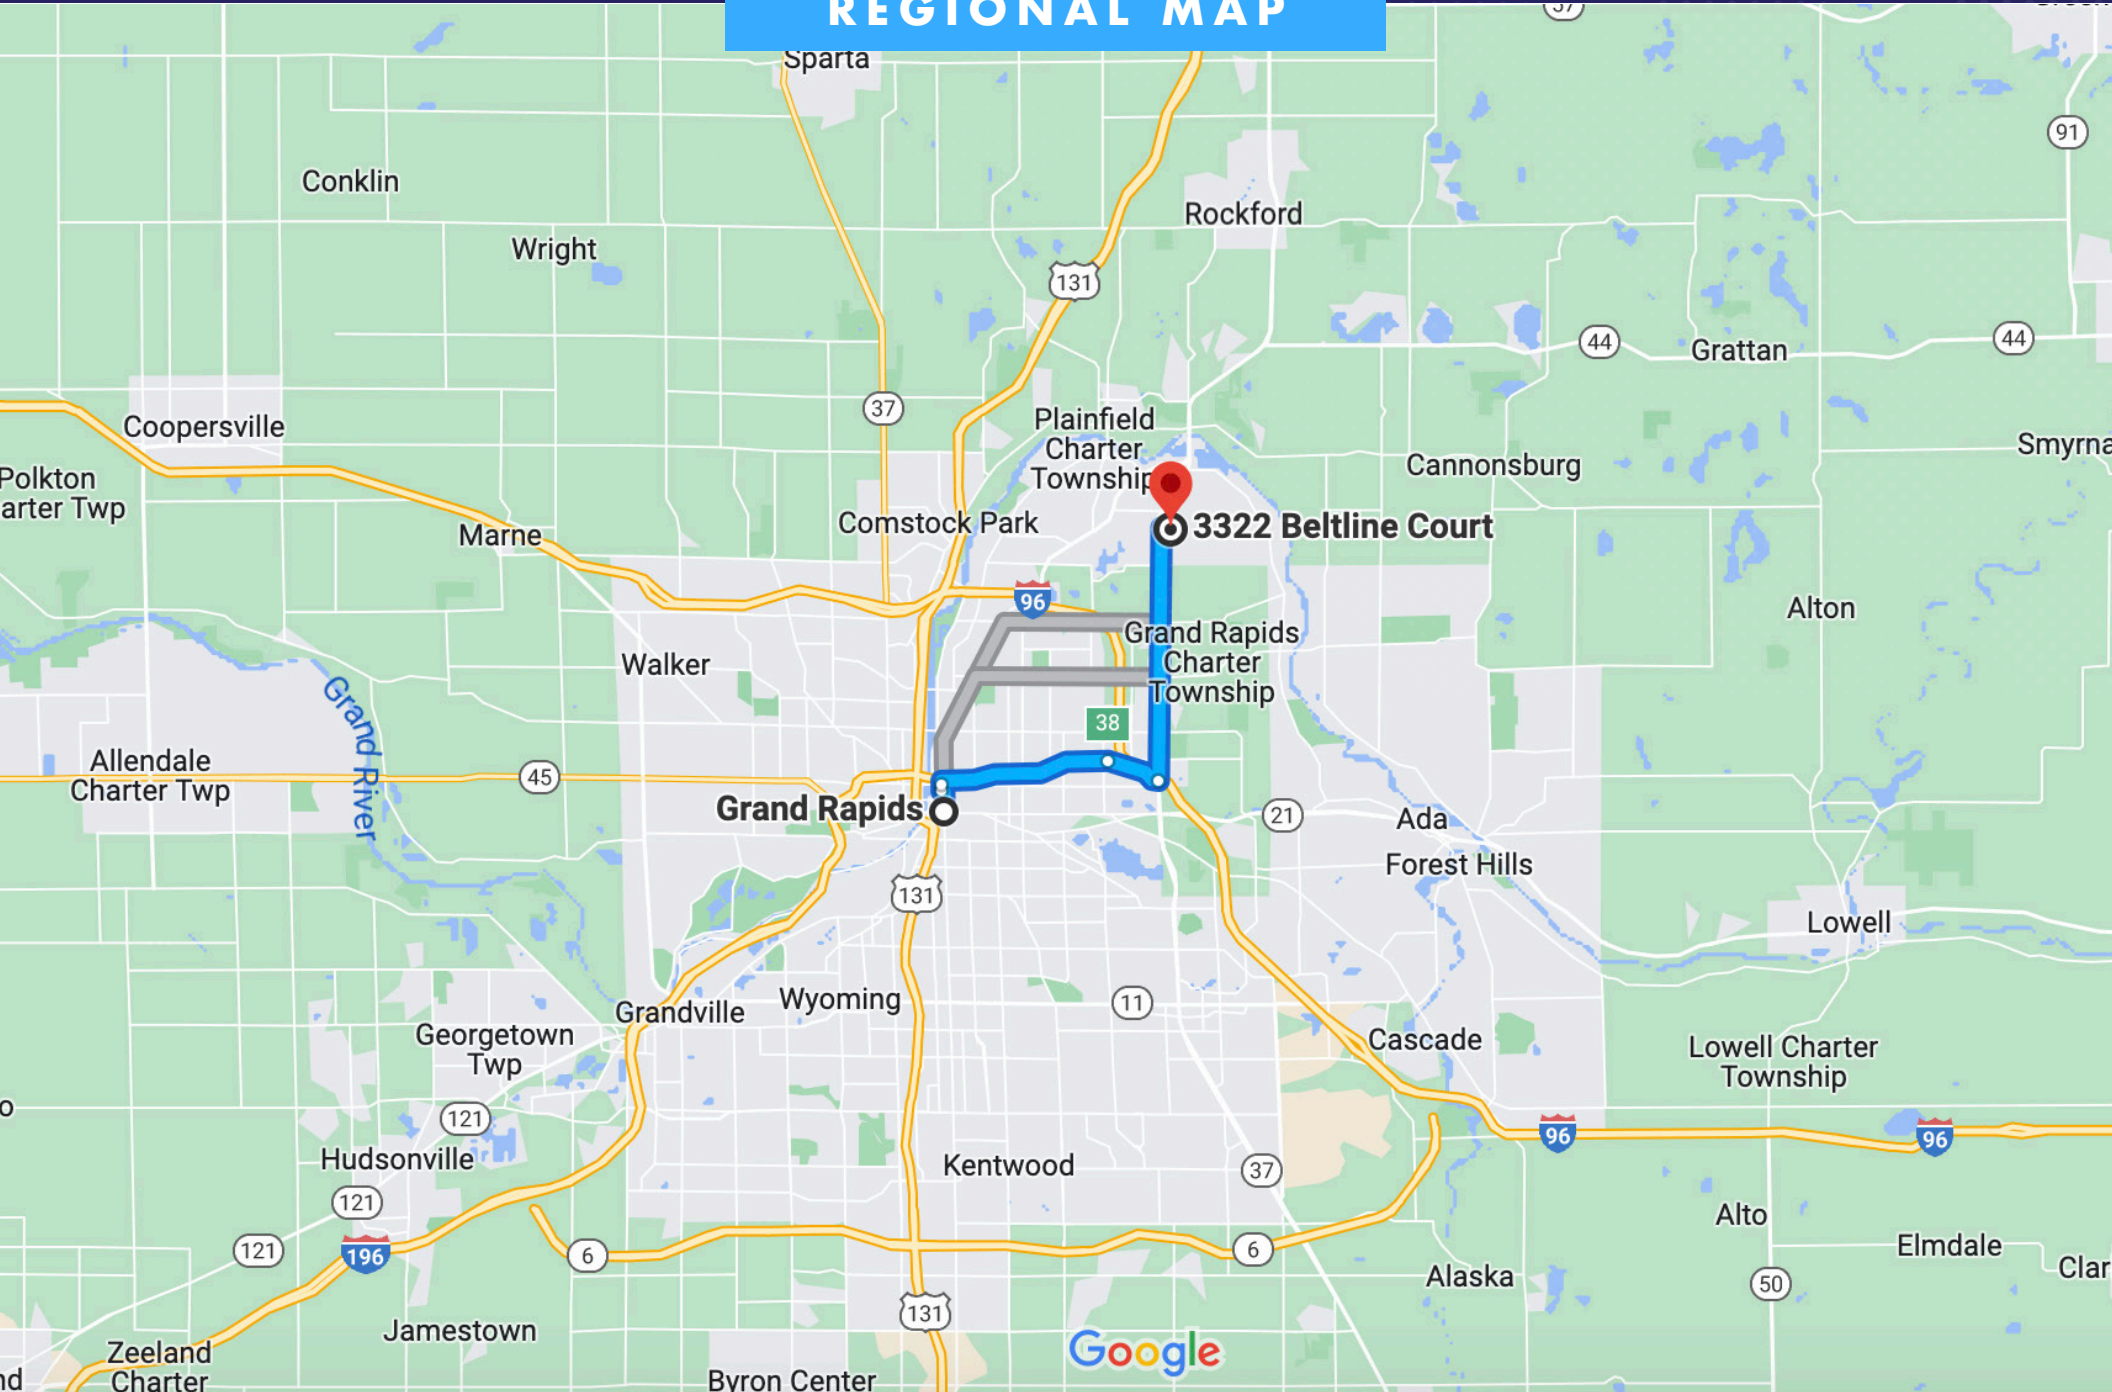 REGIONAL MAP
37
Sparta
91
Conklin
Rockford
Wright
131
44
44
Grattan
37
Plainfield
Charter
Township
Coopersville
Smyrna
Cannonsburg
Polkton
arter Twp
Comstock Park
3322 Beltline Court
Marne
96
Alton
Grand Rapids
Charter
Township
Walker
Grand River
38
Allendale
Charter Twp
45
Grand Rapids
21
Ada
Forest Hills
131
Lowell
Wyoming
11
Grandville
Georgetown
Twp
Cascade
Lowell Charter
Township
o
121
96
96
Hudsonville
Kentwood
37
121
Alto
121
196
6
6
Elmdale
Clar
Alaska
50
131
Jamestown
Google
Zeeland
Charter
nd
Byron Center